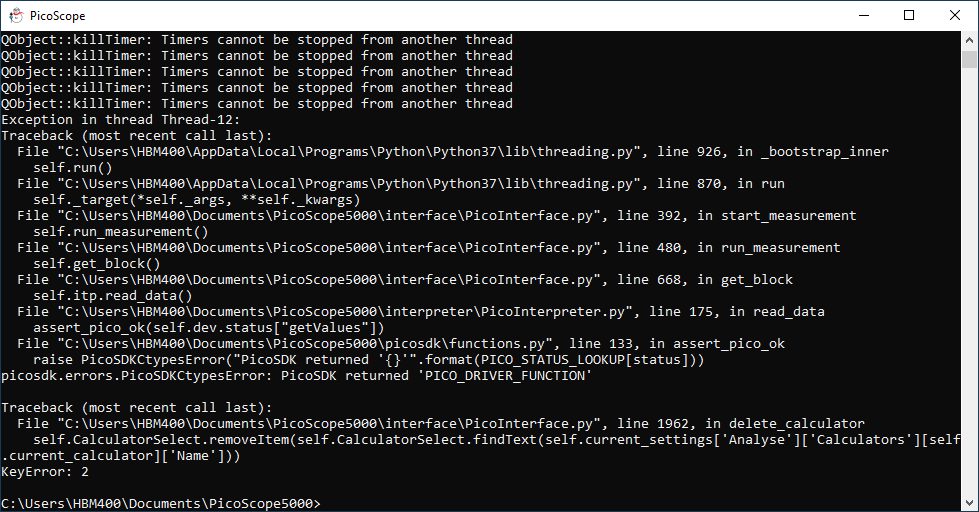 PicoScope
QObject::killTimer: Timers cannot be stopped from another thread
QObject::killTimer: Timers cannot be stopped from another thread
QObject::killTimer: Timers cannot be stopped from another thread
QObject::killTimer: Timers cannot be stopped from another thread
QObject::killTimer: Timers cannot be stopped from another thread
Exception in thread Thread-12:
Traceback (most recent call last):
  File "C:\Users\HBM400\AppData\Local\Programs\Python\Python37\lib\threading.py", line 926, in _bootstrap_inner
    self.run()
  File "C:\Users\HBM400\AppData\Local\Programs\Python\Python37\lib\threading.py", line 870, in run
    self._target(*self._args, **self._kwargs)
  File "C:\Users\HBM400\Documents\PicoScope5000\interface\PicoInterface.py", line 392, in start_measurement
    self.run_measurement()
  File "C:\Users\HBM400\Documents\PicoScope5000\interface\PicoInterface.py", line 480, in run_measurement
    self.get_block()
  File "C:\Users\HBM400\Documents\PicoScope5000\interface\PicoInterface.py", line 668, in get_block
    self.itp.read_data()
  File "C:\Users\HBM400\Documents\PicoScope5000\interpreter\PicoInterpreter.py", line 175, in read_data
    assert_pico_ok(self.dev.status["getValues"])
  File "C:\Users\HBM400\Documents\PicoScope5000\picosdk\functions.py", line 133, in assert_pico_ok
    raise PicoSDKCtypesError("PicoSDK returned '{}'".format(PICO_STATUS_LOOKUP[status]))
picosdk.errors.PicoSDKCtypesError: PicoSDK returned 'PICO_DRIVER_FUNCTION'

Traceback (most recent call last):
  File "C:\Users\HBM400\Documents\PicoScope5000\interface\PicoInterface.py", line 1962, in delete_calculator
    self.CalculatorSelect.removeItem(self.CalculatorSelect.findText(self.current_settings['Analyse']['Calculators'][self
.current_calculator]['Name']))
KeyError: 2

C:\Users\HBM400\Documents\PicoScope5000>